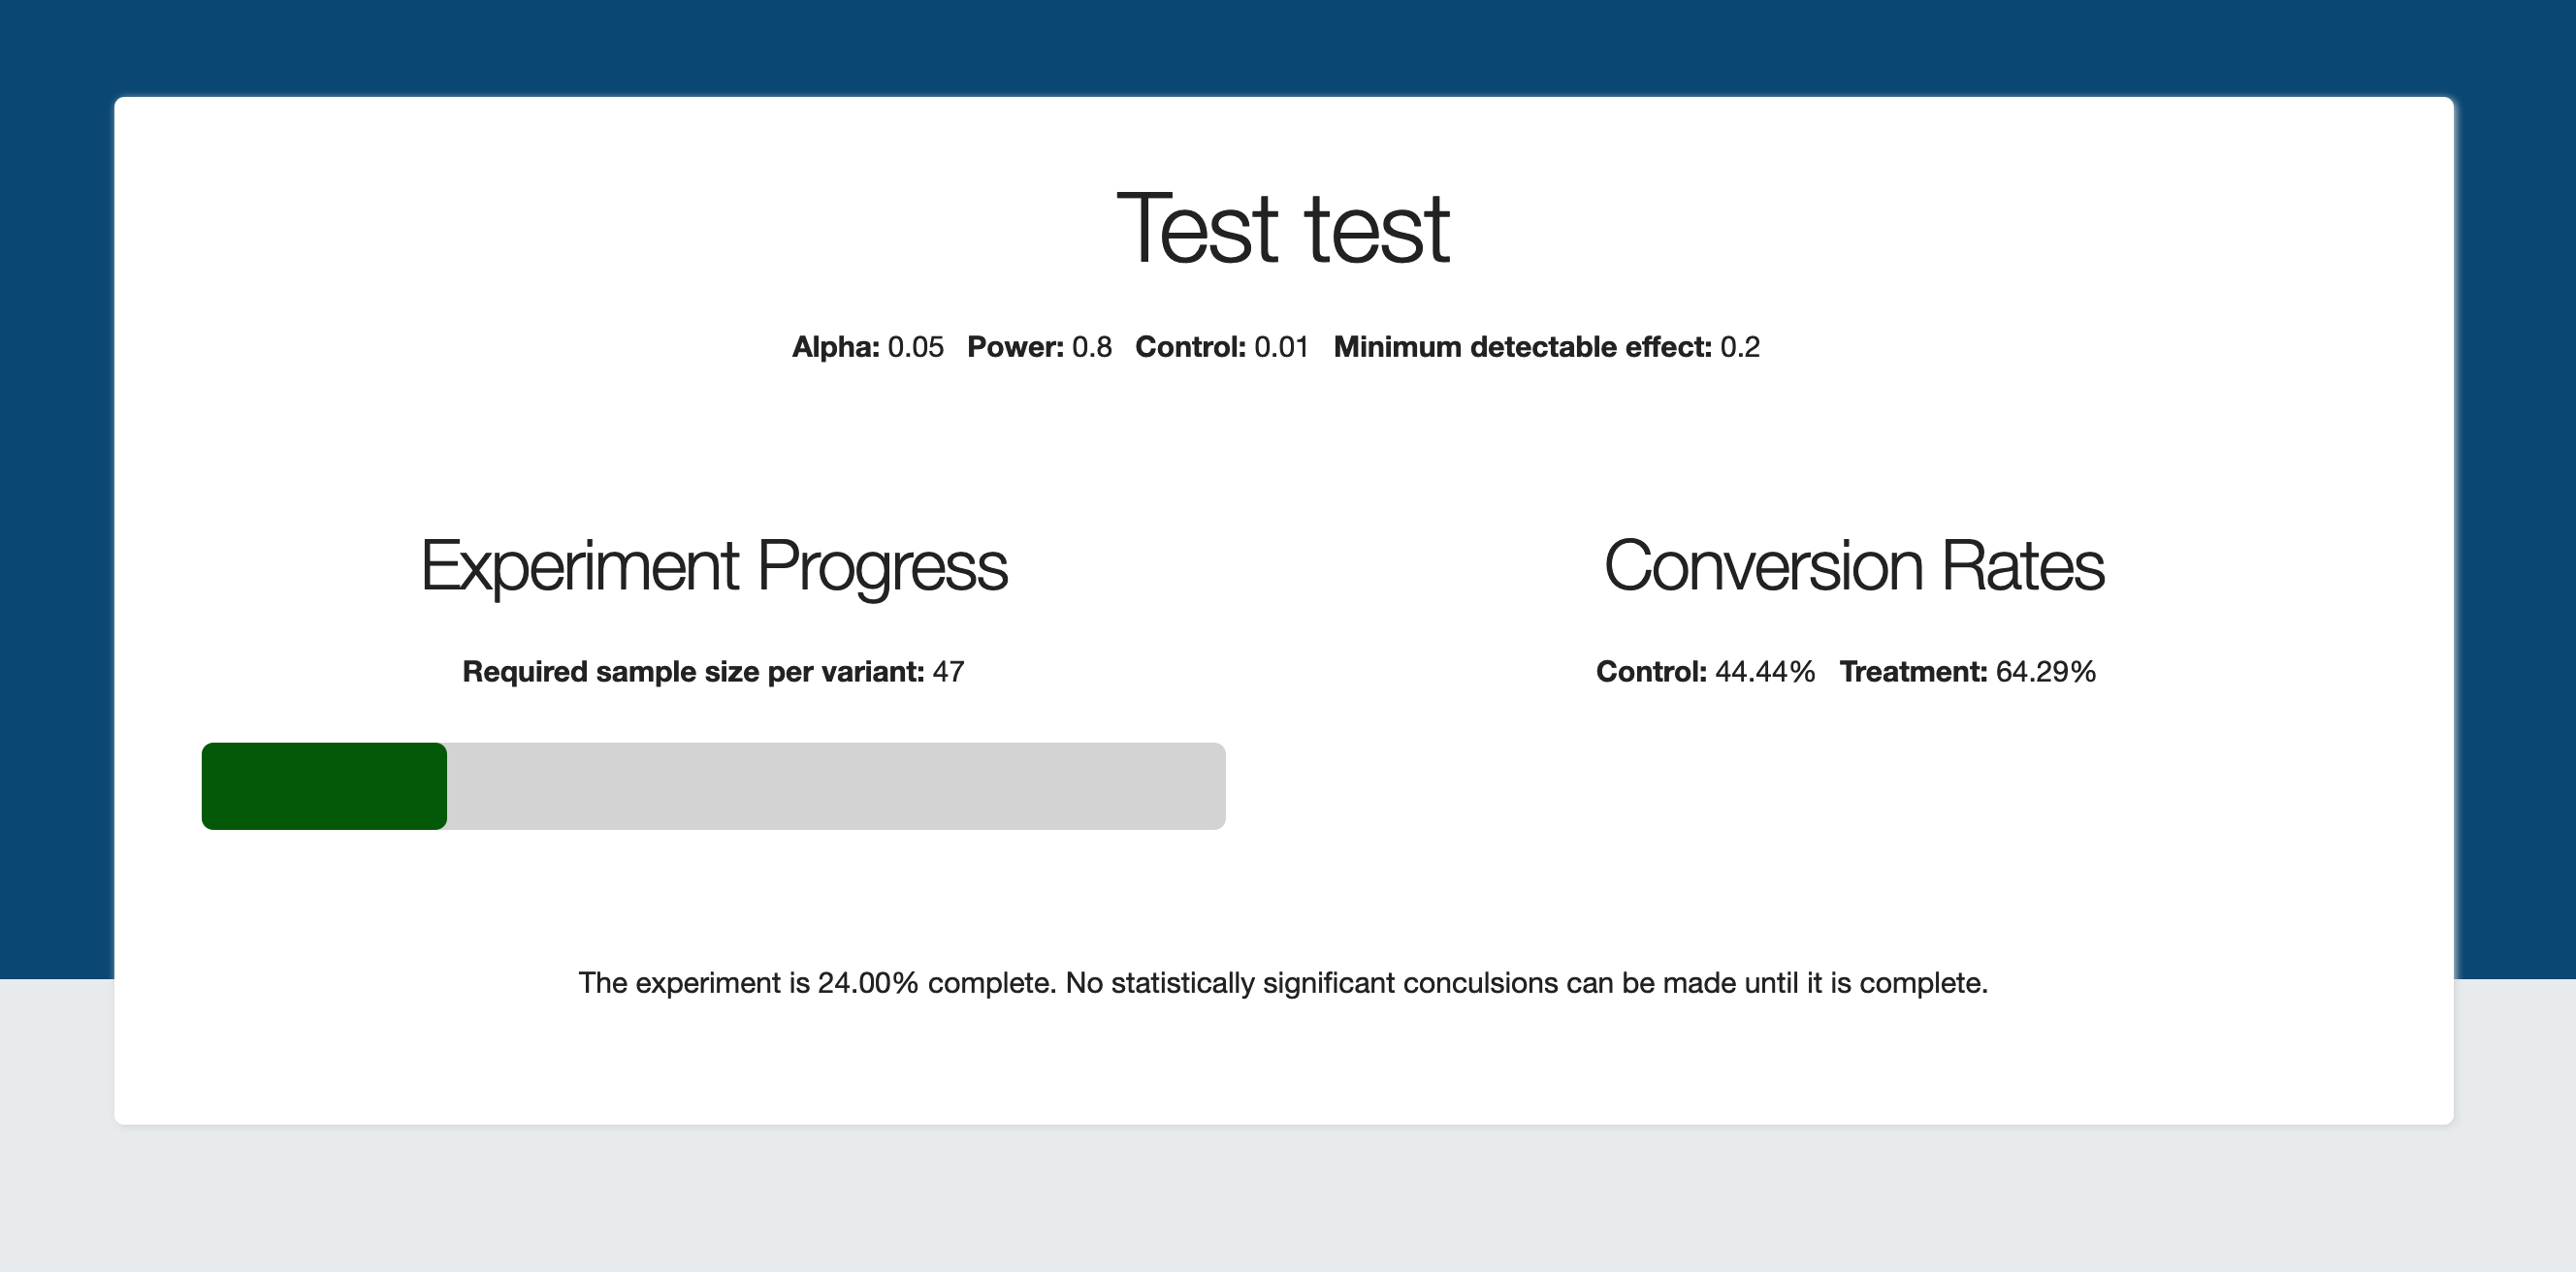 Test test
Alpha: 0.05 Power: 0.8 Control: 0.01 Minimum detectable effect: 0.2
Experiment Progress
Required sample size per variant: 47
Conversion Rates
Control: 44.44% Treatment: 64.29%
The experiment is 24.00% complete. No statistically significant conculsions can be made until it is complete.